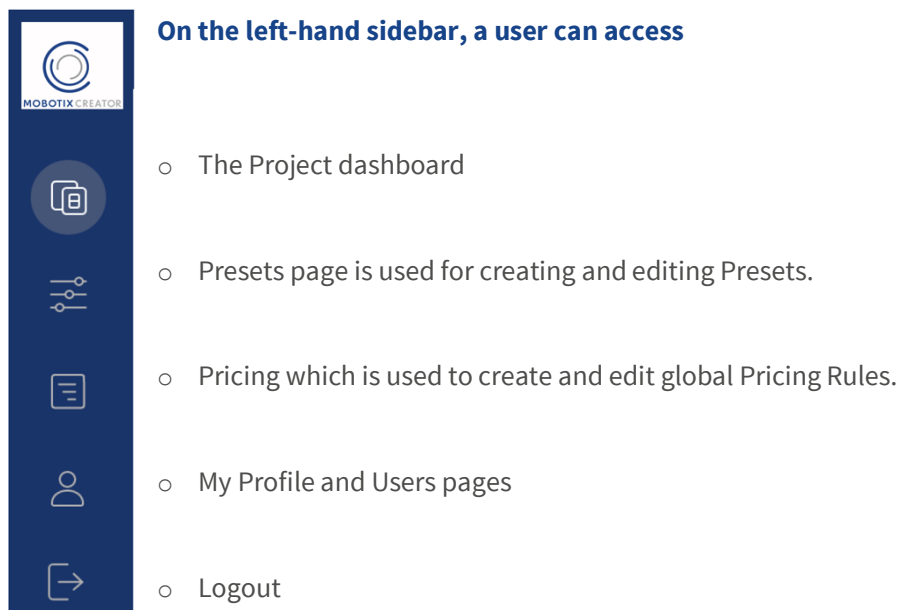 On the left-hand sidebar, a user can access
MOBOTIX CREATOR
o The Project dashboard
o Presets page is used for creating and editing Presets.
o Pricing which is used to create and edit global Pricing Rules.
o My Profile and Users pages
o Logout